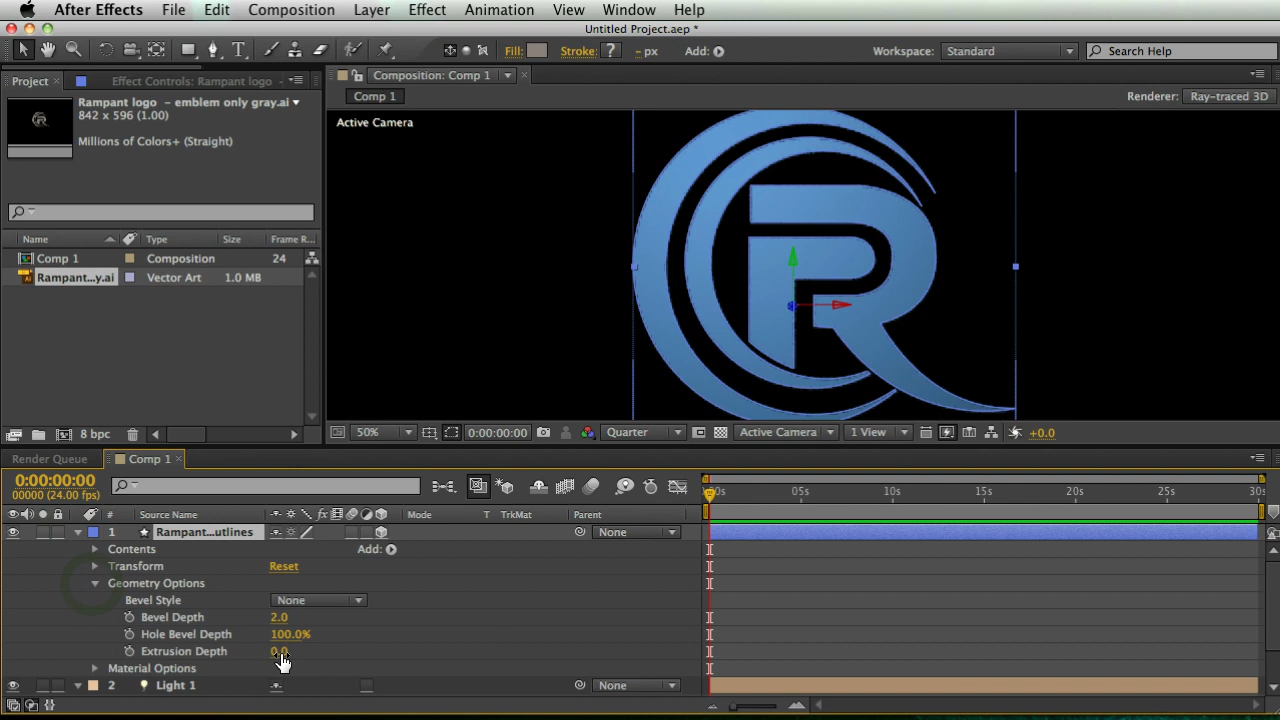 After Effects File Edit Composition Layer Effect Animation View Window Help
Untitled Project.aep *
Fill: Stroke: ? - px Add: Workspace: Standard Search Help
Project Effect Controls: Rampant logo - Composition: Comp 1
Rampant logo - emblem only gray.ai
842 x 596 (1.00)
Millions of Colors+ (Straight)
Comp 1 Renderer: Ray-traced 3D
Active Camera
R
Name Type Size Frame R...
Comp 1 Composition 24
Rampant...y.ai Vector Art 1.0 MB
8 bpc 50% 0:00:00:00 Quarter Active Camera 1 View +0.0
Render Queue Comp 1
0:00:00:00
00000 (24.00 fps)
:00s 05s 10s 15s 20s 25s 30s
# Source Name Mode T TrkMat Parent
1 Rampant...utlines None
Contents Add:
Transform Reset
Geometry Options
Bevel Style None
Bevel Depth 2.0
Hole Bevel Depth 100.0%
Extrusion Depth 0.0
Material Options
2 Light 1 None